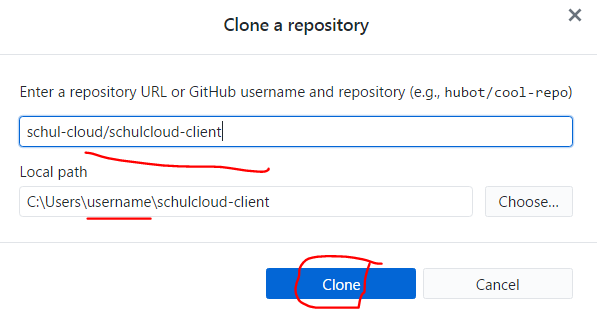 Clone a repository
Enter a repository URL or GitHub username and repository (e.g., hubot/cool-repo)
schul-cloud/schulcloud-client
Local path
C:\Users\username\schulcloud-client
Choose...
Clone
Cancel